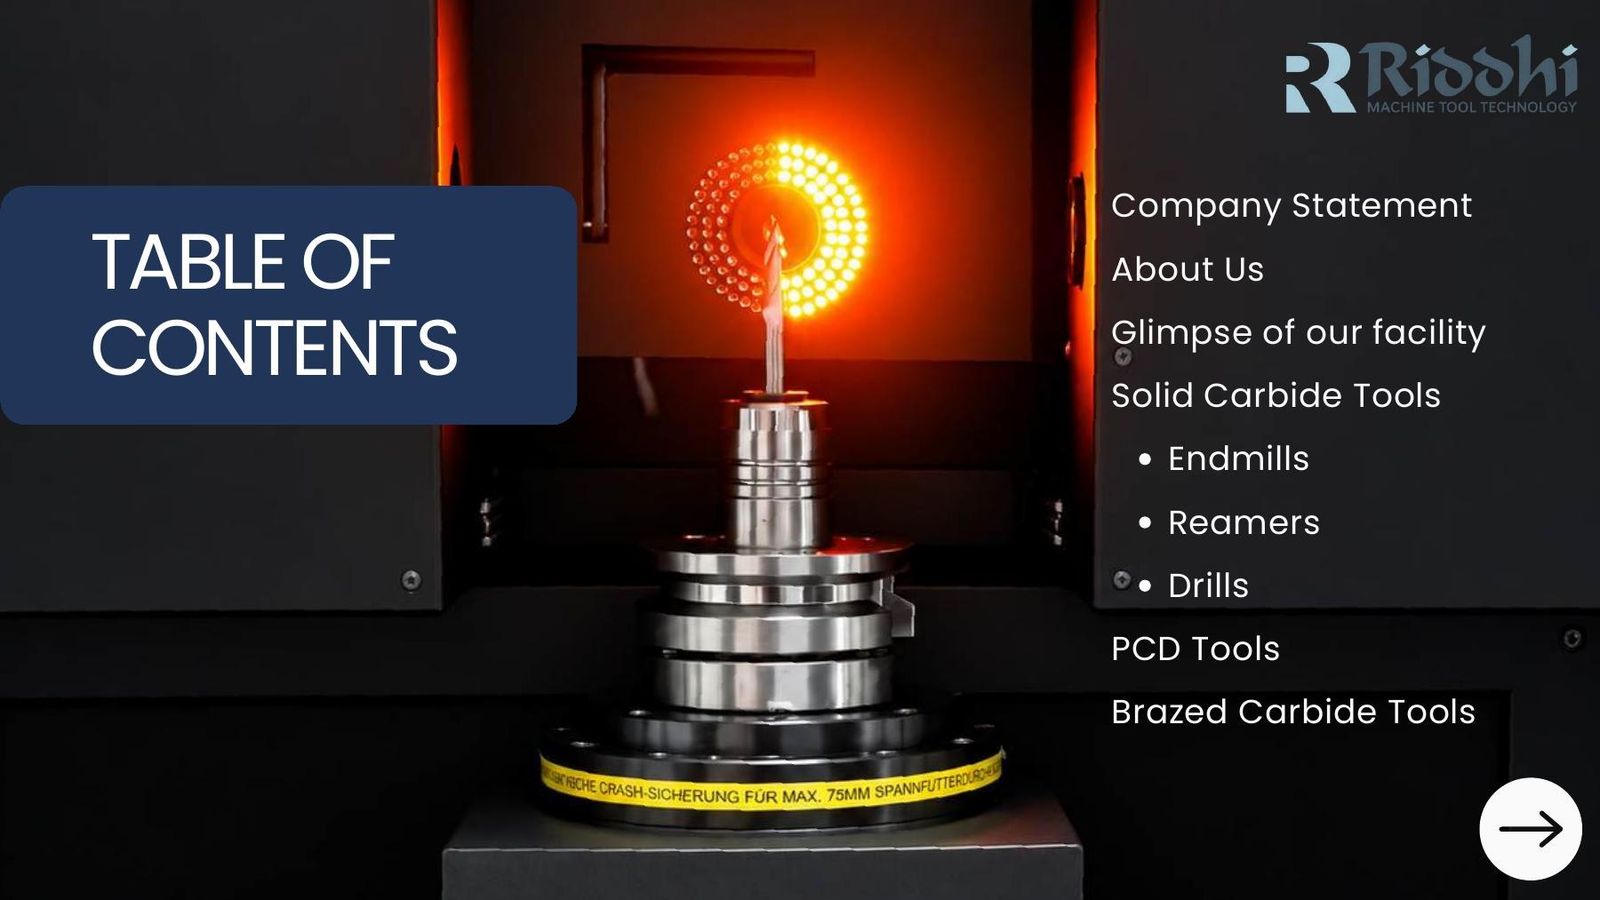 Riddhi
MACHINE TOOL TECHNOLOGY
TABLE OF
CONTENTS
Company Statement
About Us
Glimpse of our facility
Solid Carbide Tools
• Endmills
• Reamers
• Drills
PCD Tools
Brazed Carbide Tools
CRASH-SICHERUNG FÜR MAX. 75MM